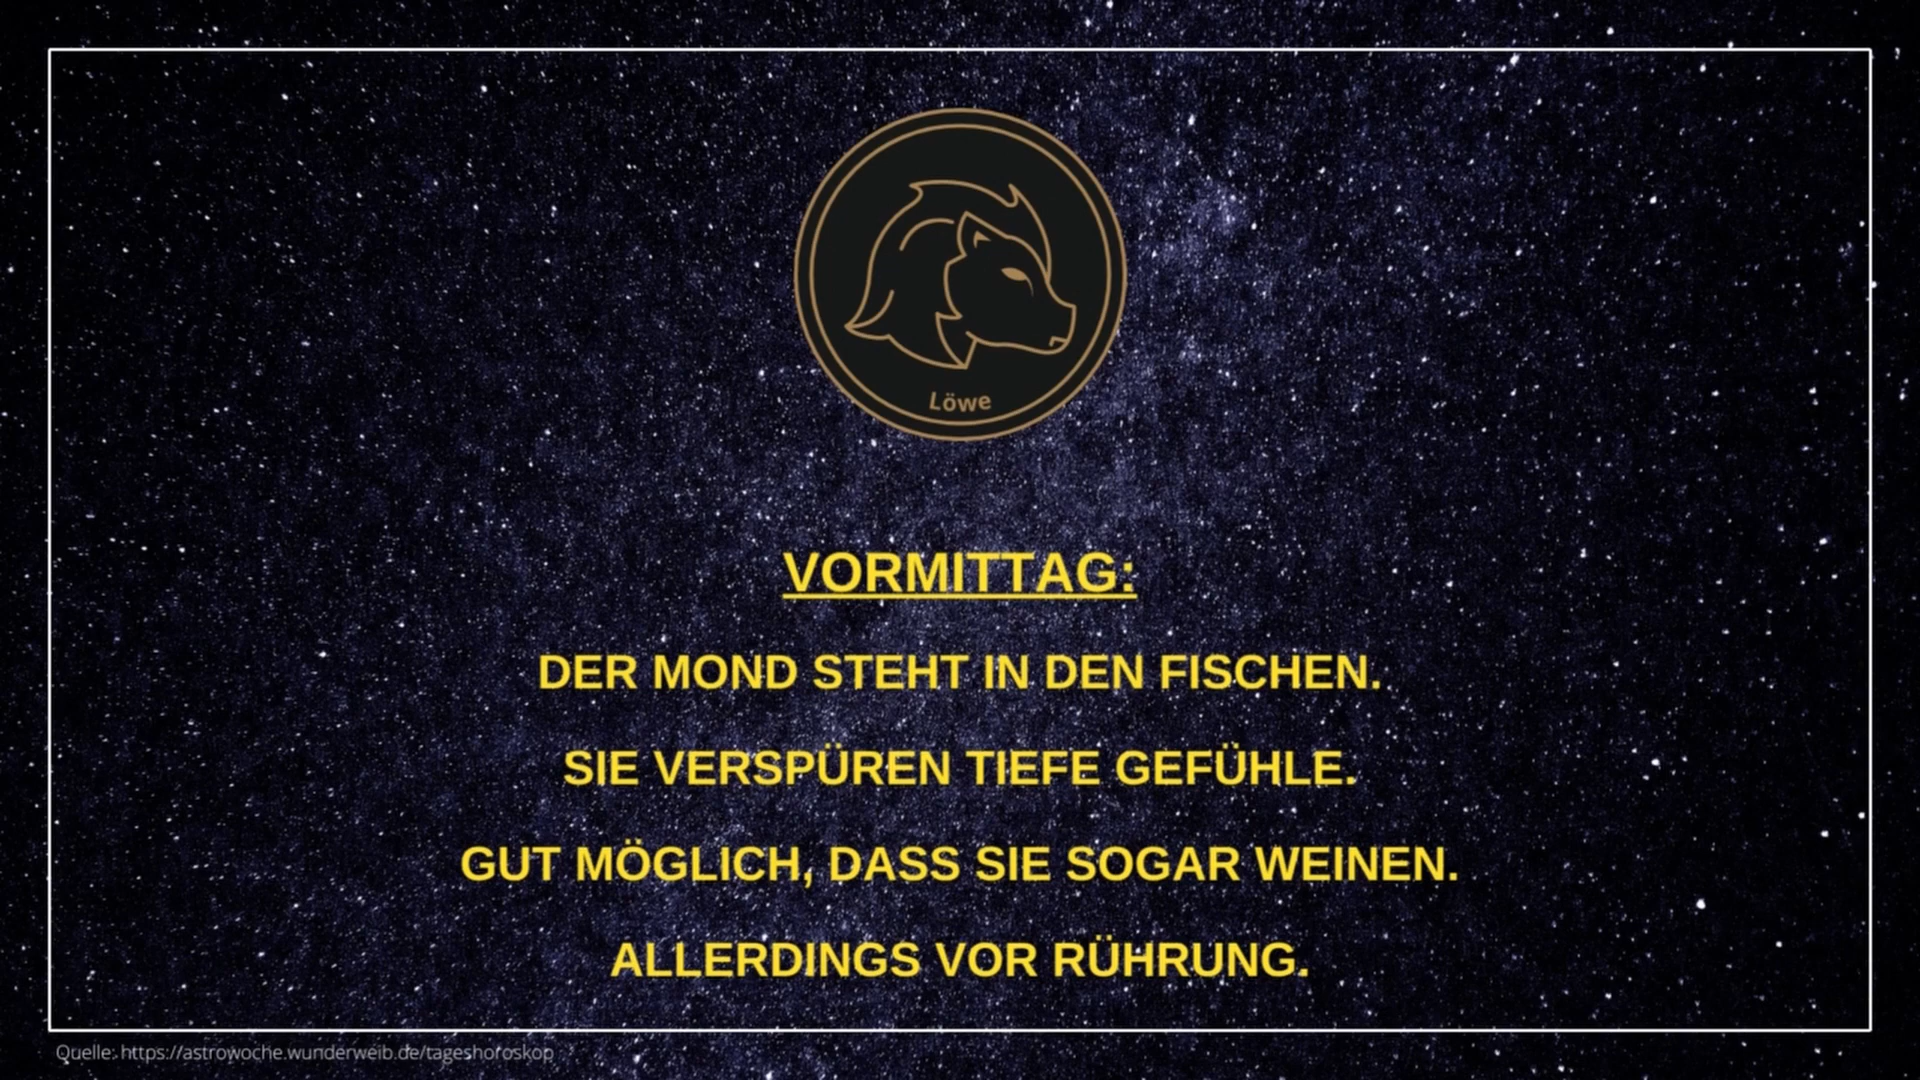 Löwe
VORMITTAG:
DER MOND STEHT IN DEN FISCHEN.
SIE VERSPÜREN TIEFE GEFÜHLE.
GUT MÖGLICH, DASS SIE SOGAR WEINEN.
ALLERDINGS VOR RÜHRUNG.
Quelle: https://astrowoche.wunderweib.de/tageshoroskop